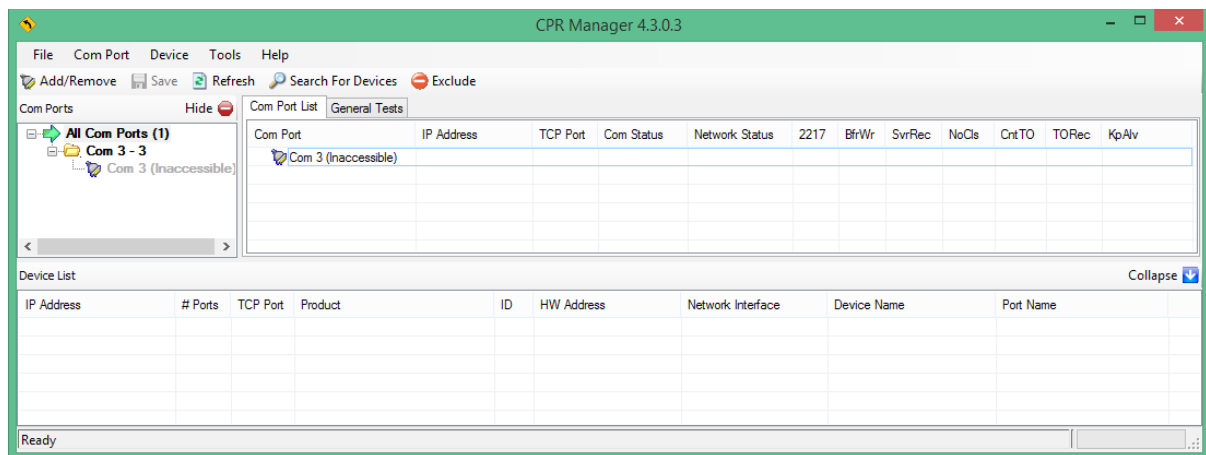 CPR Manager 4.3.0.3
File Com Port Device Tools Help
Add/Remove Save Refresh Search For Devices Exclude
Com Ports Hide Com Port List General Tests
All Com Ports (1)
Com 3 - 3
Com 3 (Inaccessible)
Com Port IP Address TCP Port Com Status Network Status 2217 BfrWr SvrRec NoCls CntTO TORec KpAlv
Com 3 (Inaccessible)
Device List Collapse
IP Address # Ports TCP Port Product ID HW Address Network Interface Device Name Port Name
Ready